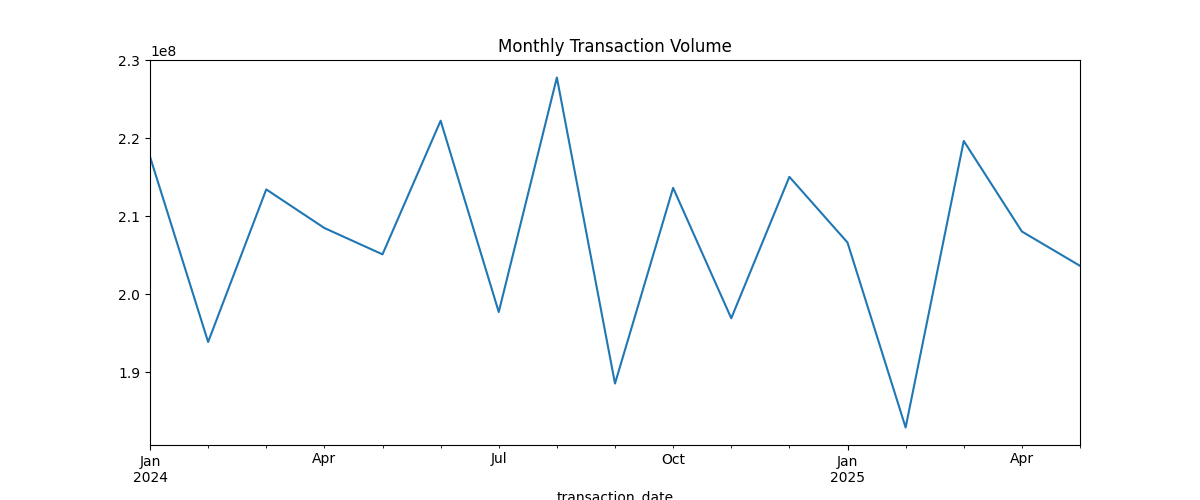 Monthly Transaction Volume
1e8
2.3
2.2
2.1
2.0
1.9
Jan
2024
Apr
Jul
Oct
Jan
2025
Apr
transaction_date